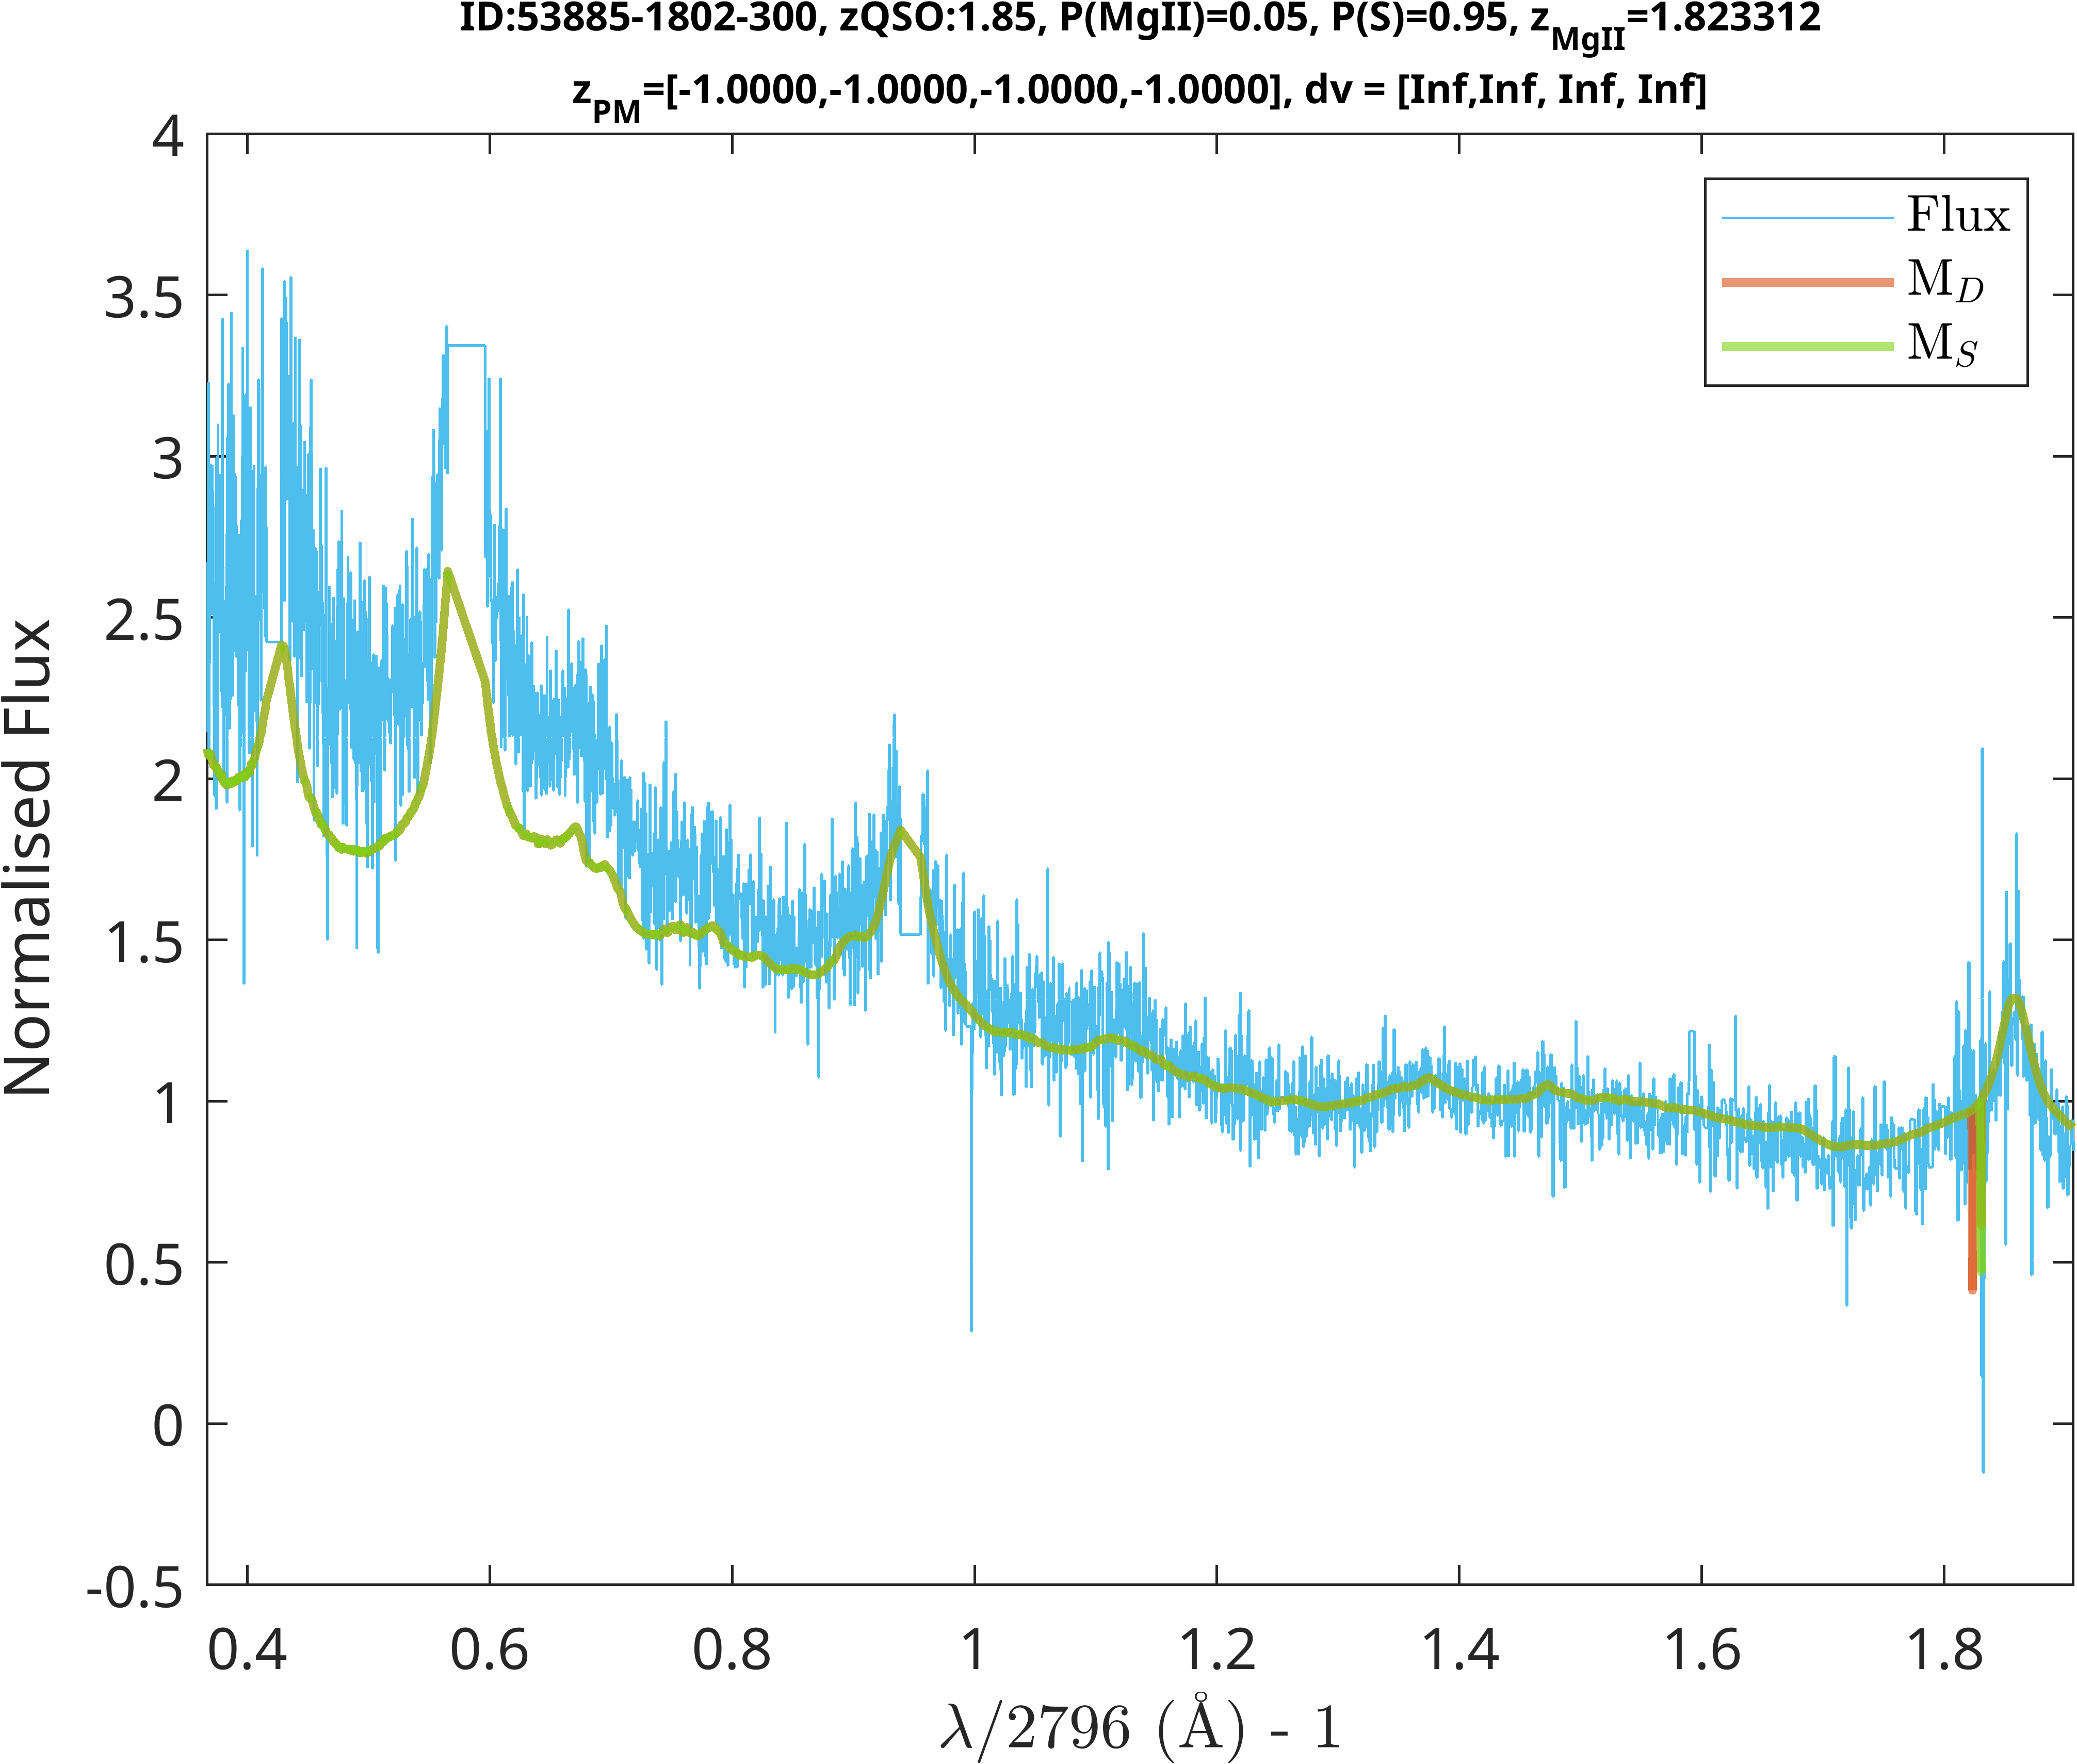 ID:53885-1802-300, zQSO:1.85, P(MgII)=0.05, P(S)=0.95, zMgII=1.823312
zPM=[-1.0000,-1.0000,-1.0000,-1.0000], dv = [Inf,Inf, Inf, Inf]
4
3.5
3
2.5
2
1.5
1
0.5
0
-0.5
Normalised Flux
Flux
MD
MS
0.4 0.6 0.8 1 1.2 1.4 1.6 1.8
λ/2796 (Å) - 1